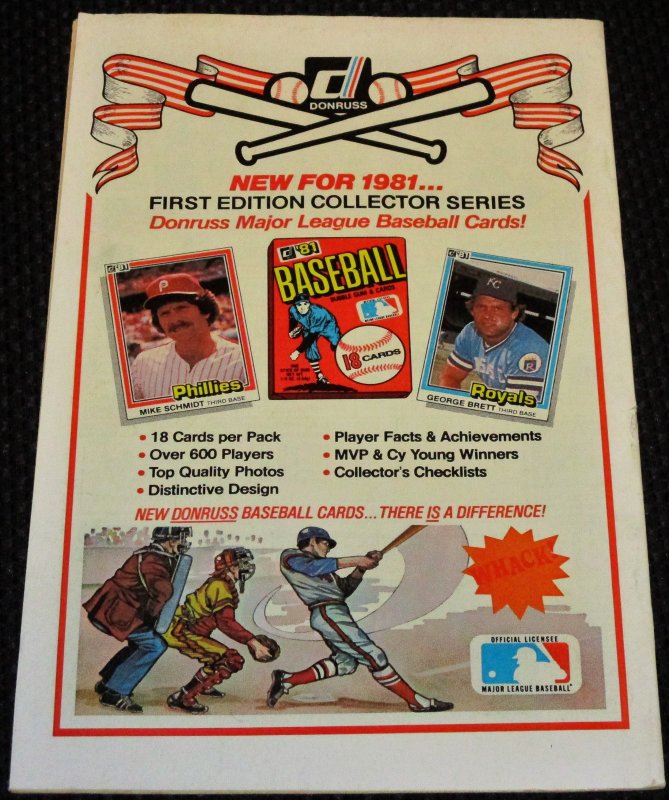 DONRUSS
NEW FOR 1981...
FIRST EDITION COLLECTOR SERIES
Donruss Major League Baseball Cards!
'81
P
Phillies
MIKE SCHMIDT THIRD BASE
'81
BASEBALL
BUBBLE GUM & CARDS
18 CARDS
'81
KC
R
Royals
GEORGE BRETT THIRD BASE
• 18 Cards per Pack
• Over 600 Players
• Top Quality Photos
• Distinctive Design
• Player Facts & Achievements
• MVP & Cy Young Winners
• Collector's Checklists
NEW DONRUSS BASEBALL CARDS...THERE IS A DIFFERENCE!
WHACK!
OFFICIAL LICENSEE
MAJOR LEAGUE BASEBALL